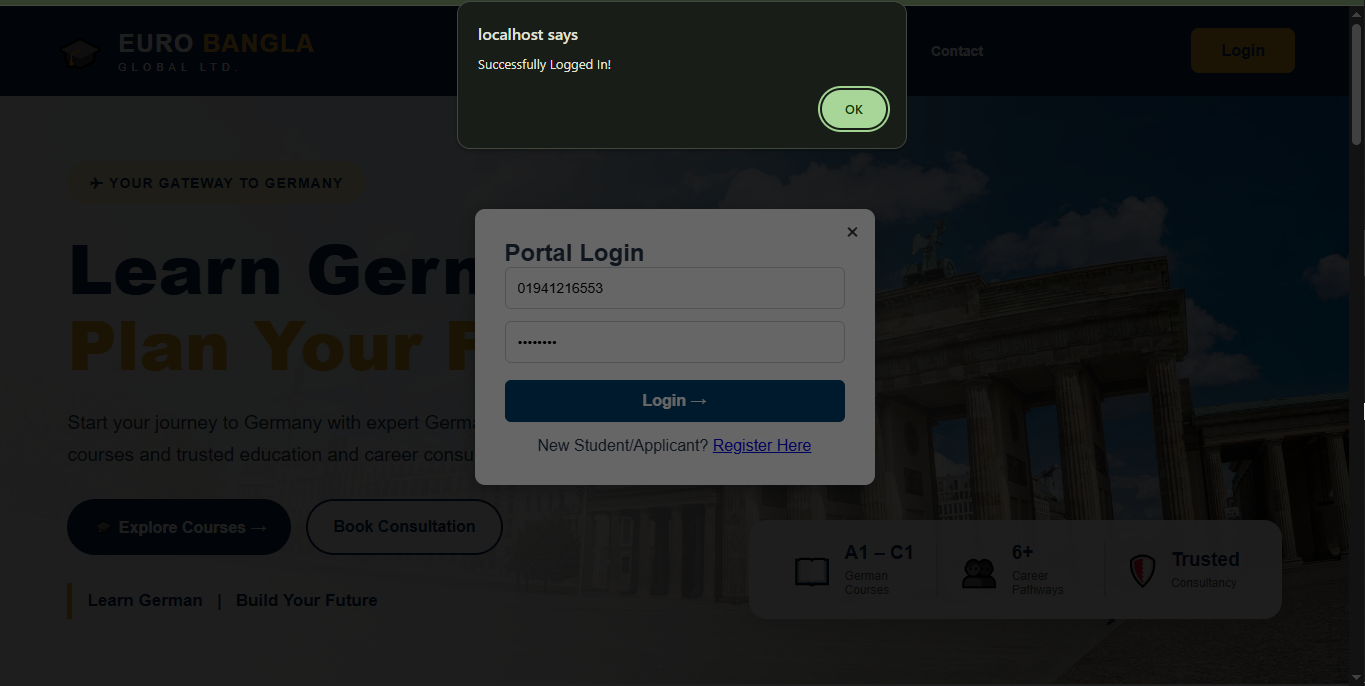 localhost says
Successfully Logged In!
OK
EURO BANGLA
GLOBAL LTD.
Contact
Login
✈ YOUR GATEWAY TO GERMANY
Learn Germ
Plan Your F
Start your journey to Germany with expert Germa
courses and trusted education and career consu
Explore Courses →
Book Consultation
Learn German | Build Your Future
×
Portal Login
01941216553
••••••••
Login →
New Student/Applicant? Register Here
A1 – C1
German
Courses
6+
Career
Pathways
Trusted
Consultancy